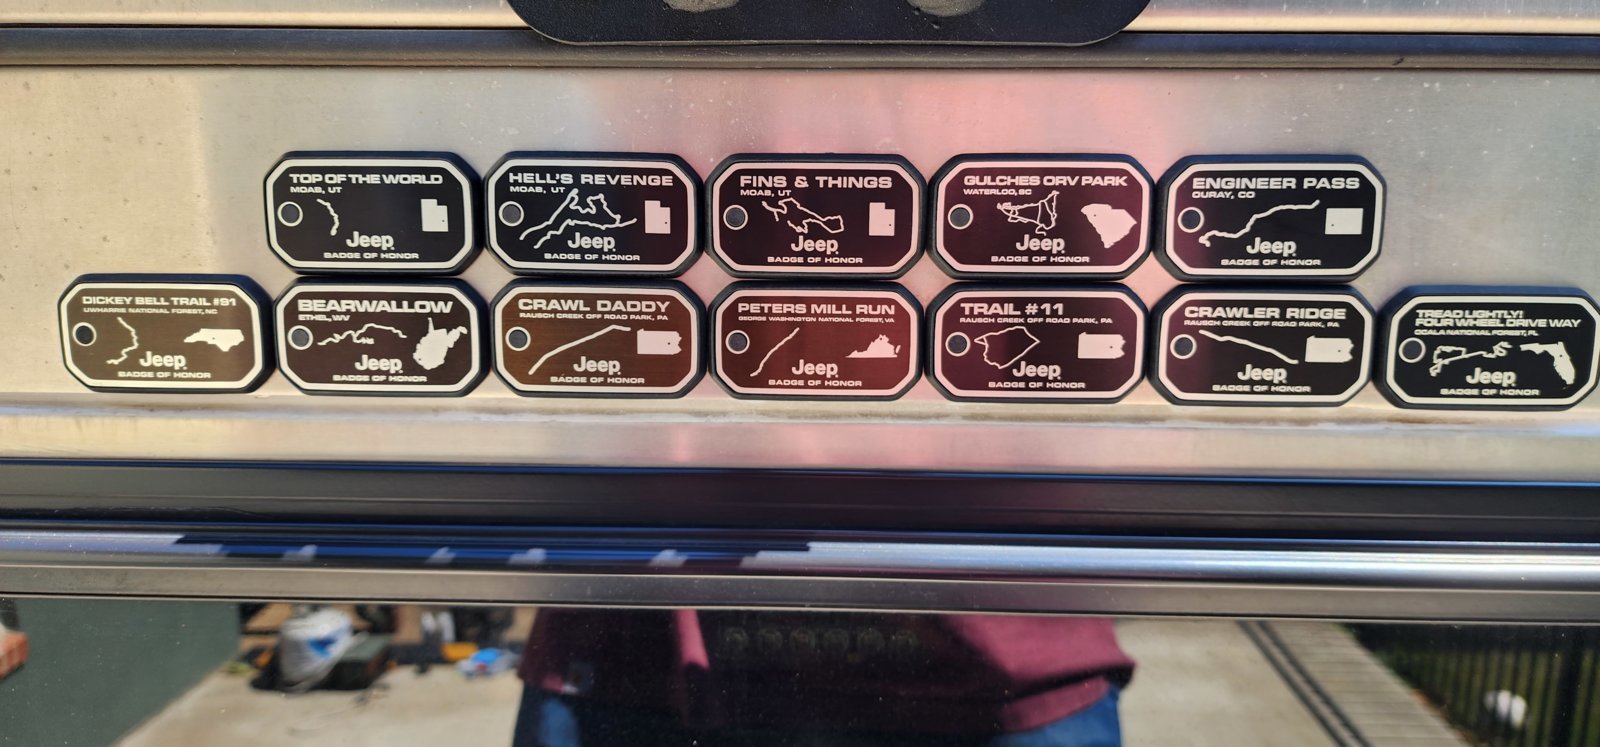 TOP OF THE WORLD
MOAB, UT
Jeep
BADGE OF HONOR
HELL'S REVENGE
MOAB, UT
Jeep
BADGE OF HONOR
FINS & THINGS
MOAB, UT
Jeep
BADGE OF HONOR
GULCHES ORV PARK
WATERLOO, SC
Jeep
BADGE OF HONOR
ENGINEER PASS
OURAY, CO
Jeep
BADGE OF HONOR
DICKEY BELL TRAIL #91
UWHARRIE NATIONAL FOREST, NC
Jeep
BADGE OF HONOR
BEARWALLOW
ETHEL, WV
Jeep
BADGE OF HONOR
CRAWL DADDY
RAUSCH CREEK OFF ROAD PARK, PA
Jeep
BADGE OF HONOR
PETERS MILL RUN
GEORGE WASHINGTON NATIONAL FOREST, VA
Jeep
BADGE OF HONOR
TRAIL #11
RAUSCH CREEK OFF ROAD PARK, PA
Jeep
BADGE OF HONOR
CRAWLER RIDGE
RAUSCH CREEK OFF ROAD PARK, PA
Jeep
BADGE OF HONOR
TREAD LIGHTLY!
FOUR WHEEL DRIVE WAY
OCALA NATIONAL FOREST, FL
Jeep
BADGE OF HONOR